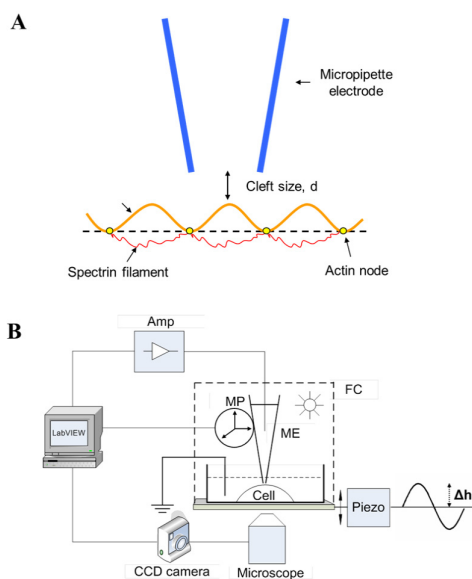 A
Micropipette
electrode
Cleft size, d
Spectrin filament
Actin node
B
Amp
FC
MP
ME
LabVIEW
Cell
Piezo
Δh
CCD camera
Microscope